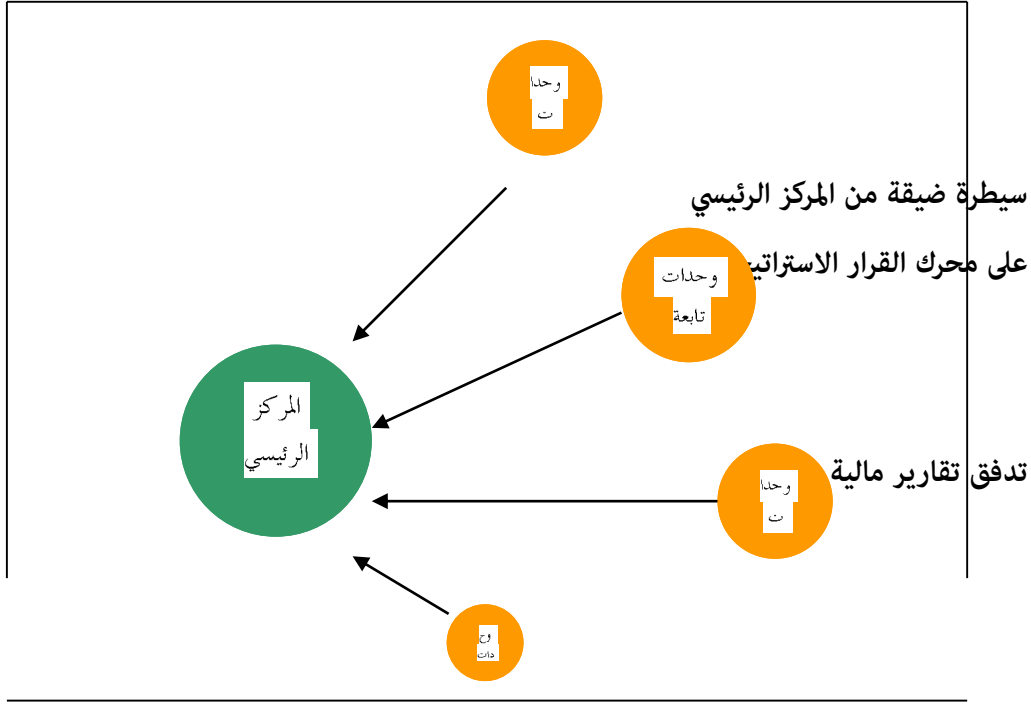 وحدا
ت
سيطرة ضيقة من المركز الرئيسي
على محرك القرار
وحدات
تابعة
المركز
الرئيسي
تدفق تقارير مالية
وحدا
ت
وح
دات